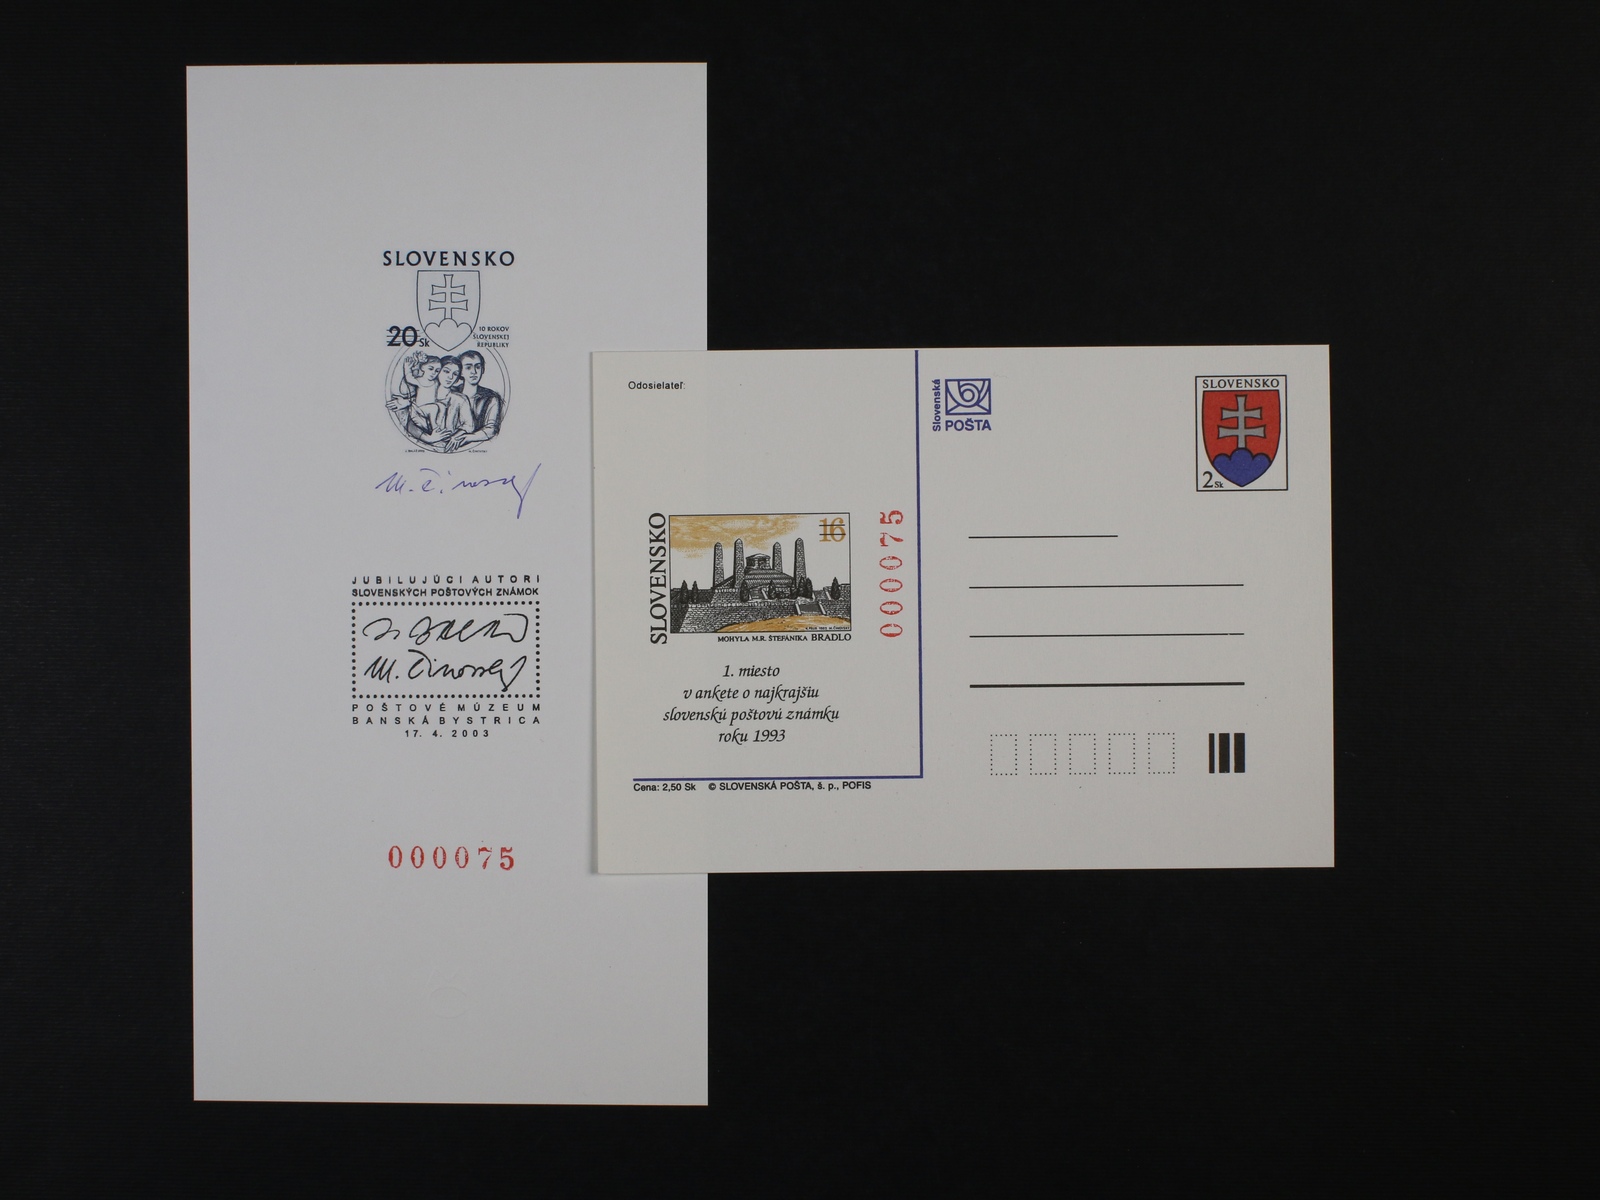 SLOVENSKO
20 Sk
10 ROKOV
SLOVENSKEJ
REPUBLIKY
M. Činovský
JUBILUJÚCI AUTORI
SLOVENSKÝCH POŠTOVÝCH ZNÁMOK
M. Činovský
POŠTOVÉ MÚZEUM
BANSKÁ BYSTRICA
17. 4. 2003
000075
Odosielateľ:
SLOVENSKO
16
MOHYLA M.R. ŠTEFÁNIKA BRADLO
000075
1. miesto
v ankete o najkrajšiu
slovenskú poštovú známku
roku 1993
Cena: 2,50 Sk © SLOVENSKÁ POŠTA, š. p., POFIS
Slovenská
POŠTA
SLOVENSKO
2 Sk